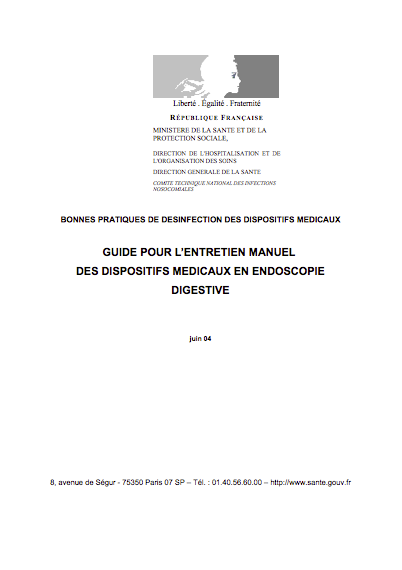 Liberté . Égalité . Fraternité
RÉPUBLIQUE FRANÇAISE
MINISTERE DE LA SANTE ET DE LA
PROTECTION SOCIALE,
DIRECTION DE L'HOSPITALISATION ET DE
L'ORGANISATION DES SOINS
DIRECTION GENERALE DE LA SANTE
COMITE TECHNIQUE NATIONAL DES INFECTIONS
NOSOCOMIALES
BONNES PRATIQUES DE DESINFECTION DES DISPOSITIFS MEDICAUX
GUIDE POUR L'ENTRETIEN MANUEL
DES DISPOSITIFS MEDICAUX EN ENDOSCOPIE
DIGESTIVE
juin 04
8, avenue de Ségur - 75350 Paris 07 SP – Tél. : 01.40.56.60.00 – http://www.sante.gouv.fr